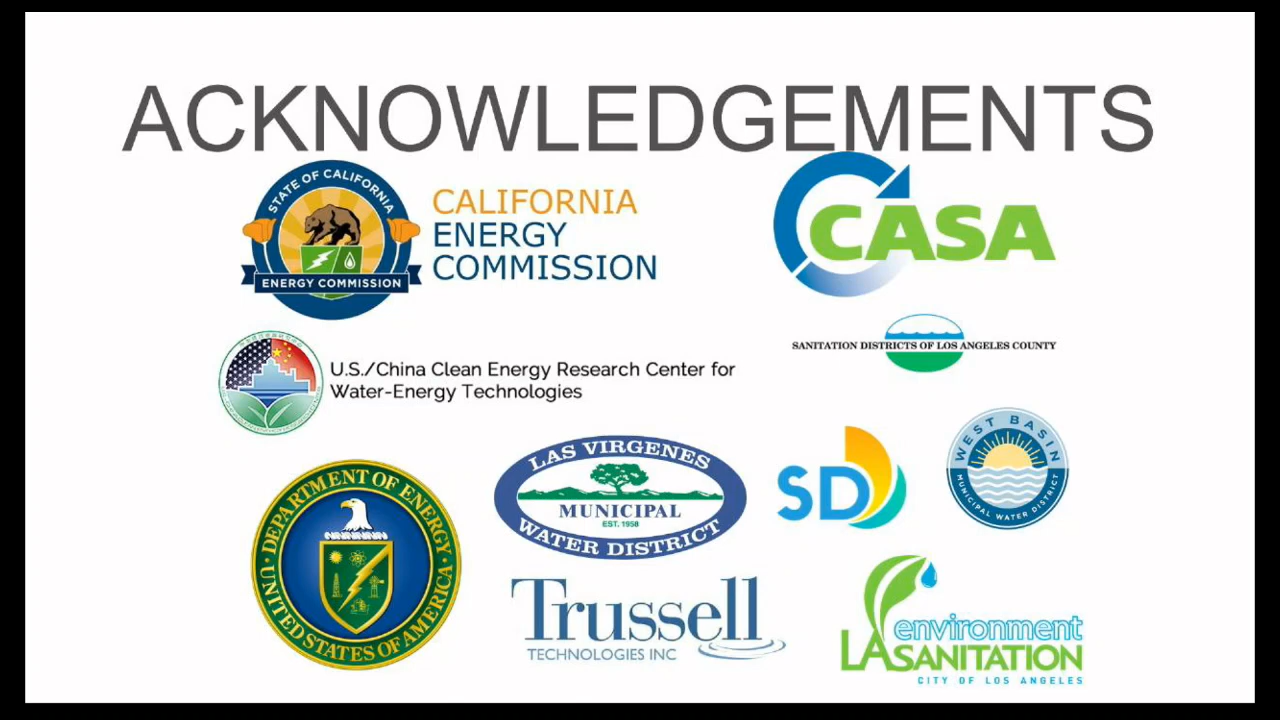 ACKNOWLEDGEMENTS
STATE OF CALIFORNIA
ENERGY COMMISSION
CALIFORNIA
ENERGY
COMMISSION
CASA
U.S./China Clean Energy Research Center for
Water-Energy Technologies
SANITATION DISTRICTS OF LOS ANGELES COUNTY
DEPARTMENT OF ENERGY
UNITED STATES OF AMERICA
LAS VIRGENES
MUNICIPAL
EST. 1958
WATER DISTRICT
SD
WEST BASIN
MUNICIPAL WATER DISTRICT
Trussell
TECHNOLOGIES INC
environment
LA SANITATION
CITY OF LOS ANGELES